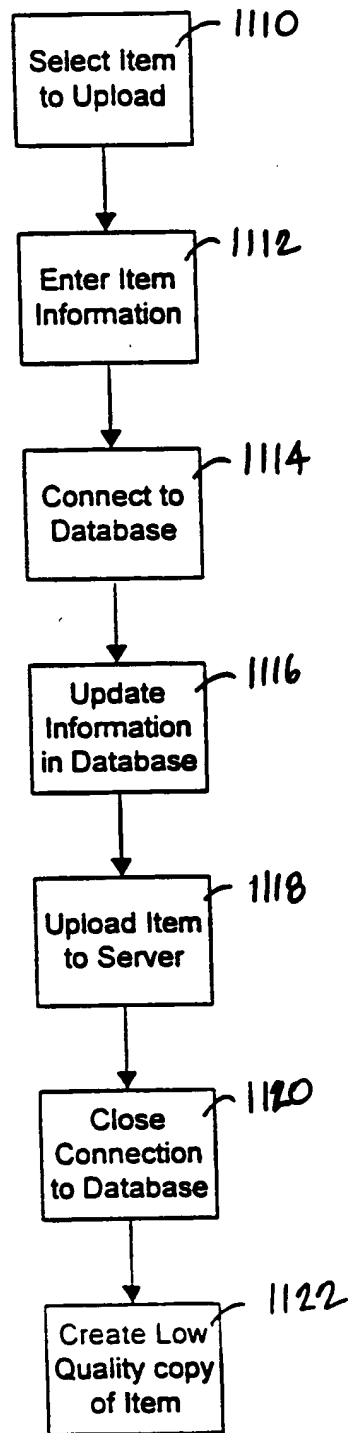 1110
Select Item
to Upload
1112
Enter Item
Information
1114
Connect to
Database
1116
Update
Information
in Database
1118
Upload Item
to Server
1120
Close
Connection
to Database
1122
Create Low
Quality copy
of Item